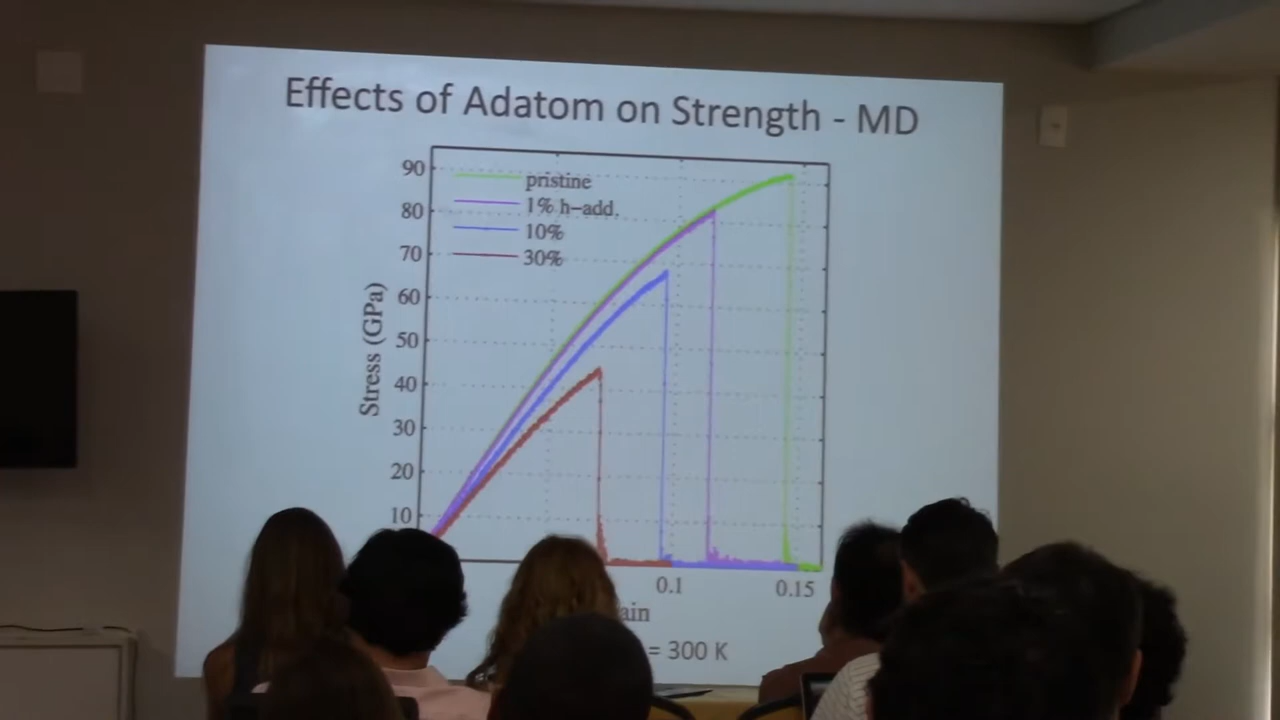 Effects of Adatom on Strength - MD
90
80
70
60
50
40
30
20
10
Stress (GPa)
pristine
1% h-add.
10%
30%
0.1
0.15
ain
= 300 K